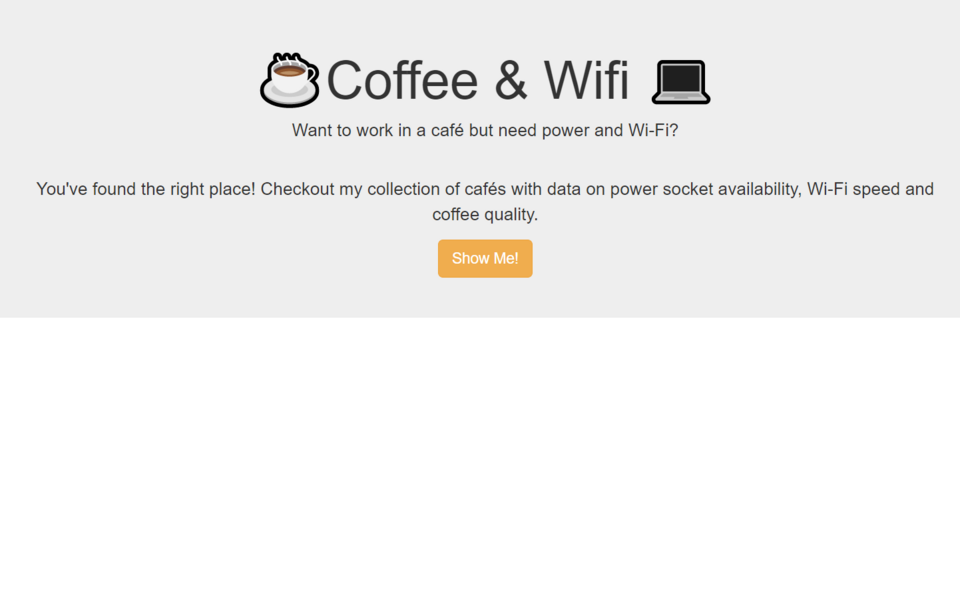 ☕Coffee & Wifi 💻
Want to work in a café but need power and Wi-Fi?
You've found the right place! Checkout my collection of cafés with data on power socket availability, Wi-Fi speed and
coffee quality.
Show Me!